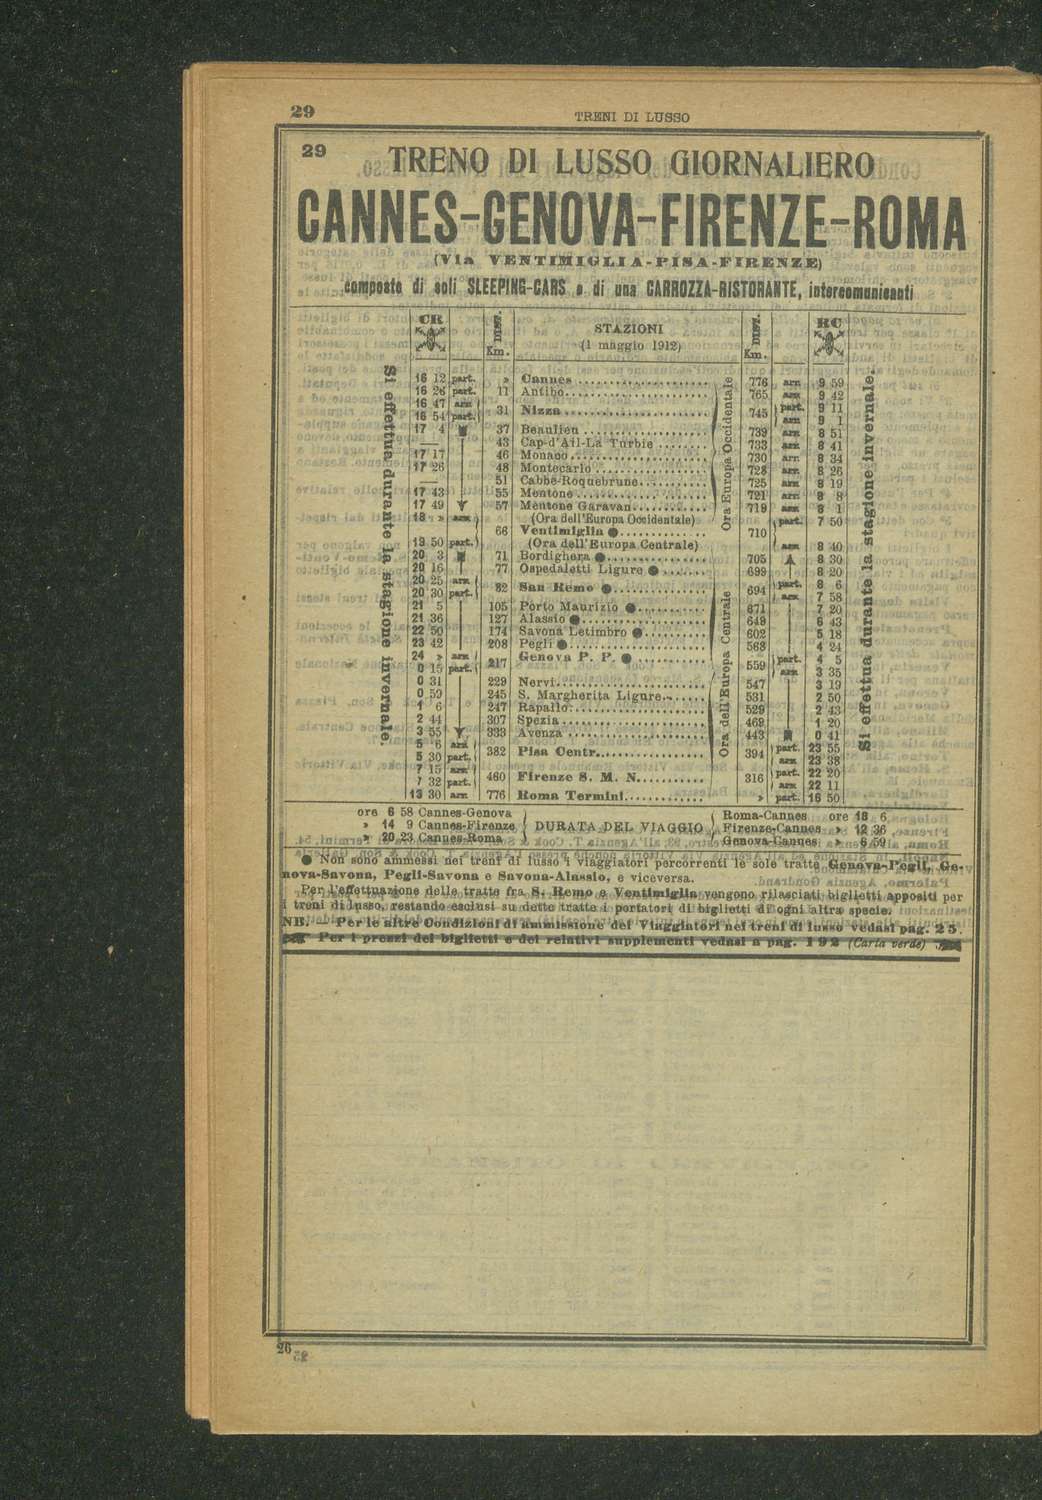 29
TRENI DI LUSSO
29 TRENO DI LUSSO GIORNALIERO
CANNES-GENOVA-FIRENZE-ROMA
(Via VENTIMIGLIA-PISA-FIRENZE)
composto di soli SLEEPING-CARS e di una CARROZZA-RISTORANTE, intercomunicanti
CR DIST. Km. STAZIONI (1 maggio 1912) DIST. Km. RC
Si effettua durante la stagione invernale.
Ora Europa Occidentale
Ora dell'Europa Centrale
Si effettua durante la stagione invernale.
16 12 part. » Cannes 776 arr. 9 59
16 26 part. 11 Antibo 765 arr. 9 42
16 47 arr. 31 Nizza 745 part. 9 11
16 54 part. arr. 9 1
17 4 37 Beaulieu 739 arr. 8 51
— 43 Cap-d'Ail-La Turbie 733 arr. 8 41
17 17 46 Monaco 730 arr. 8 34
17 26 48 Montecarlo 728 arr. 8 26
— 51 Cabbé-Roquebrune 725 arr. 8 19
17 43 55 Mentone 721 arr. 8 8
17 49 57 Mentone Garavan 719 arr. 8 1
18 » arr. (Ora dell'Europa Occidentale) part. 7 50
66 Ventimiglia ● 710
19 50 part. (Ora dell'Europa Centrale) arr. 8 40
20 3 71 Bordighera ● 705 8 30
20 16 77 Ospedaletti Ligure ● 699 8 20
20 25 arr. 82 San Remo ● 694 part. 8 6
20 30 part. arr. 7 58
21 5 105 Porto Maurizio ● 671 7 20
21 36 127 Alassio ● 649 6 43
22 50 174 Savona Letimbro ● 602 5 18
23 42 208 Pegli ● 568 4 24
24 » arr. 217 Genova P. P. ● 559 part. 4 5
0 15 part. arr. 3 35
0 31 229 Nervi 547 3 19
0 59 245 S. Margherita Ligure 531 2 50
1 6 247 Rapallo 529 2 43
2 44 307 Spezia 469 1 20
3 55 333 Avenza 443 0 41
5 6 arr. 382 Pisa Centr. 394 part. 23 55
5 30 part. arr. 23 38
7 15 arr. 460 Firenze S. M. N. 316 part. 22 20
7 32 part. arr. 22 11
13 30 arr. 776 Roma Termini » part. 16 50
ore 6 58 Cannes-Genova DURATA DEL VIAGGIO Roma-Cannes ore 18 6
» 14 9 Cannes-Firenze Firenze-Cannes » 12 36
» 20 23 Cannes-Roma Genova-Cannes » 6 59
● Non sono ammessi nei treni di lusso i viaggiatori percorrenti le sole tratte Genova-Pegli, Ge-
nova-Savona, Pegli-Savona e Savona-Alassio, e viceversa.
Per l'effettuazione delle tratte fra S. Remo e Ventimiglia vengono rilasciati biglietti appositi per
i treni di lusso, restando esclusi su dette tratte i portatori di biglietti di ogni altra specie.
NB. Per le altre Condizioni di ammissione dei Viaggiatori nei treni di lusso vedasi pag. 25.
Per i prezzi dei biglietti e dei relativi supplementi vedasi a pag. 192 (Carta verde)
26